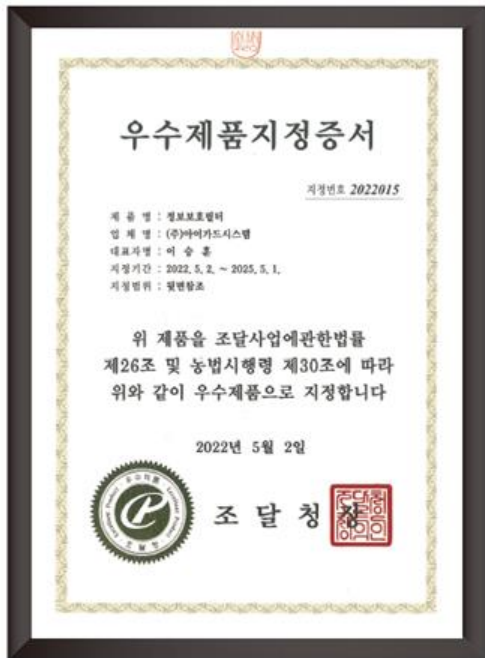 우수제품지정증서
지정번호 2022015
제 품 명 : 정보보호필터
업 체 명 : (주)아이가드시스템
대표자명 : 이 승 훈
지정기간 : 2022. 5. 2. ~ 2025. 5. 1.
지정범위 : 뒷면참조
위 제품을 조달사업에관한법률
제26조 및 동법시행령 제30조에 따라
위와 같이 우수제품으로 지정합니다
2022년 5월 2일
조 달 청 장